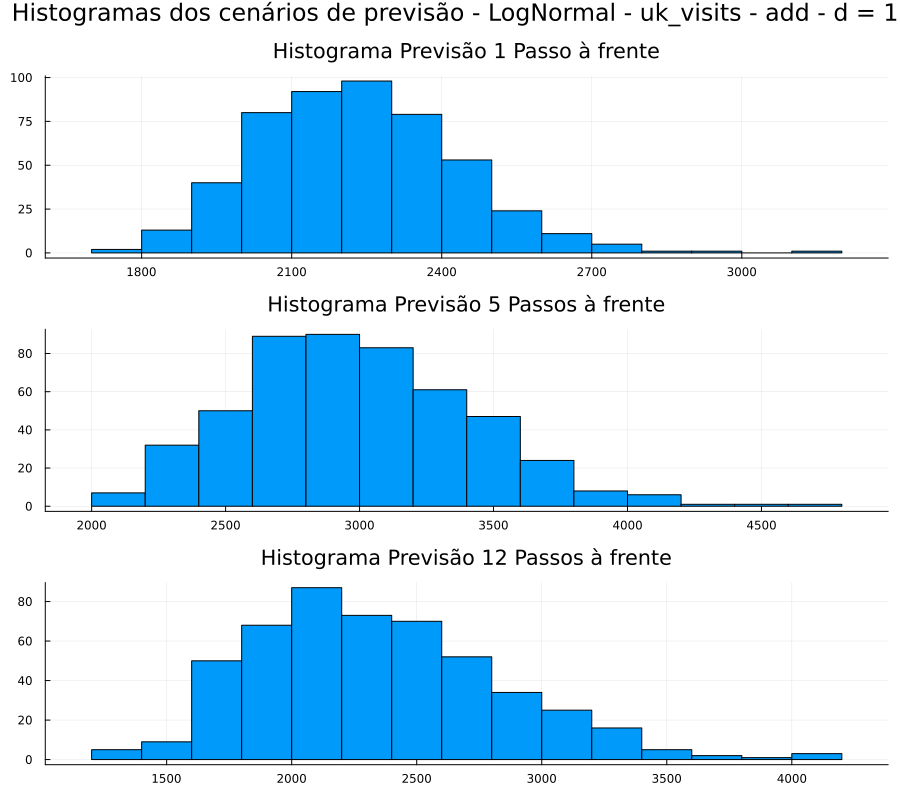 Histogramas dos cenários de previsão - LogNormal - uk_visits - add - d = 1
Histograma Previsão 1 Passo à frente
100
75
50
25
0
1800 2100 2400 2700 3000
Histograma Previsão 5 Passos à frente
80
60
40
20
0
2000 2500 3000 3500 4000 4500
Histograma Previsão 12 Passos à frente
80
60
40
20
0
1500 2000 2500 3000 3500 4000